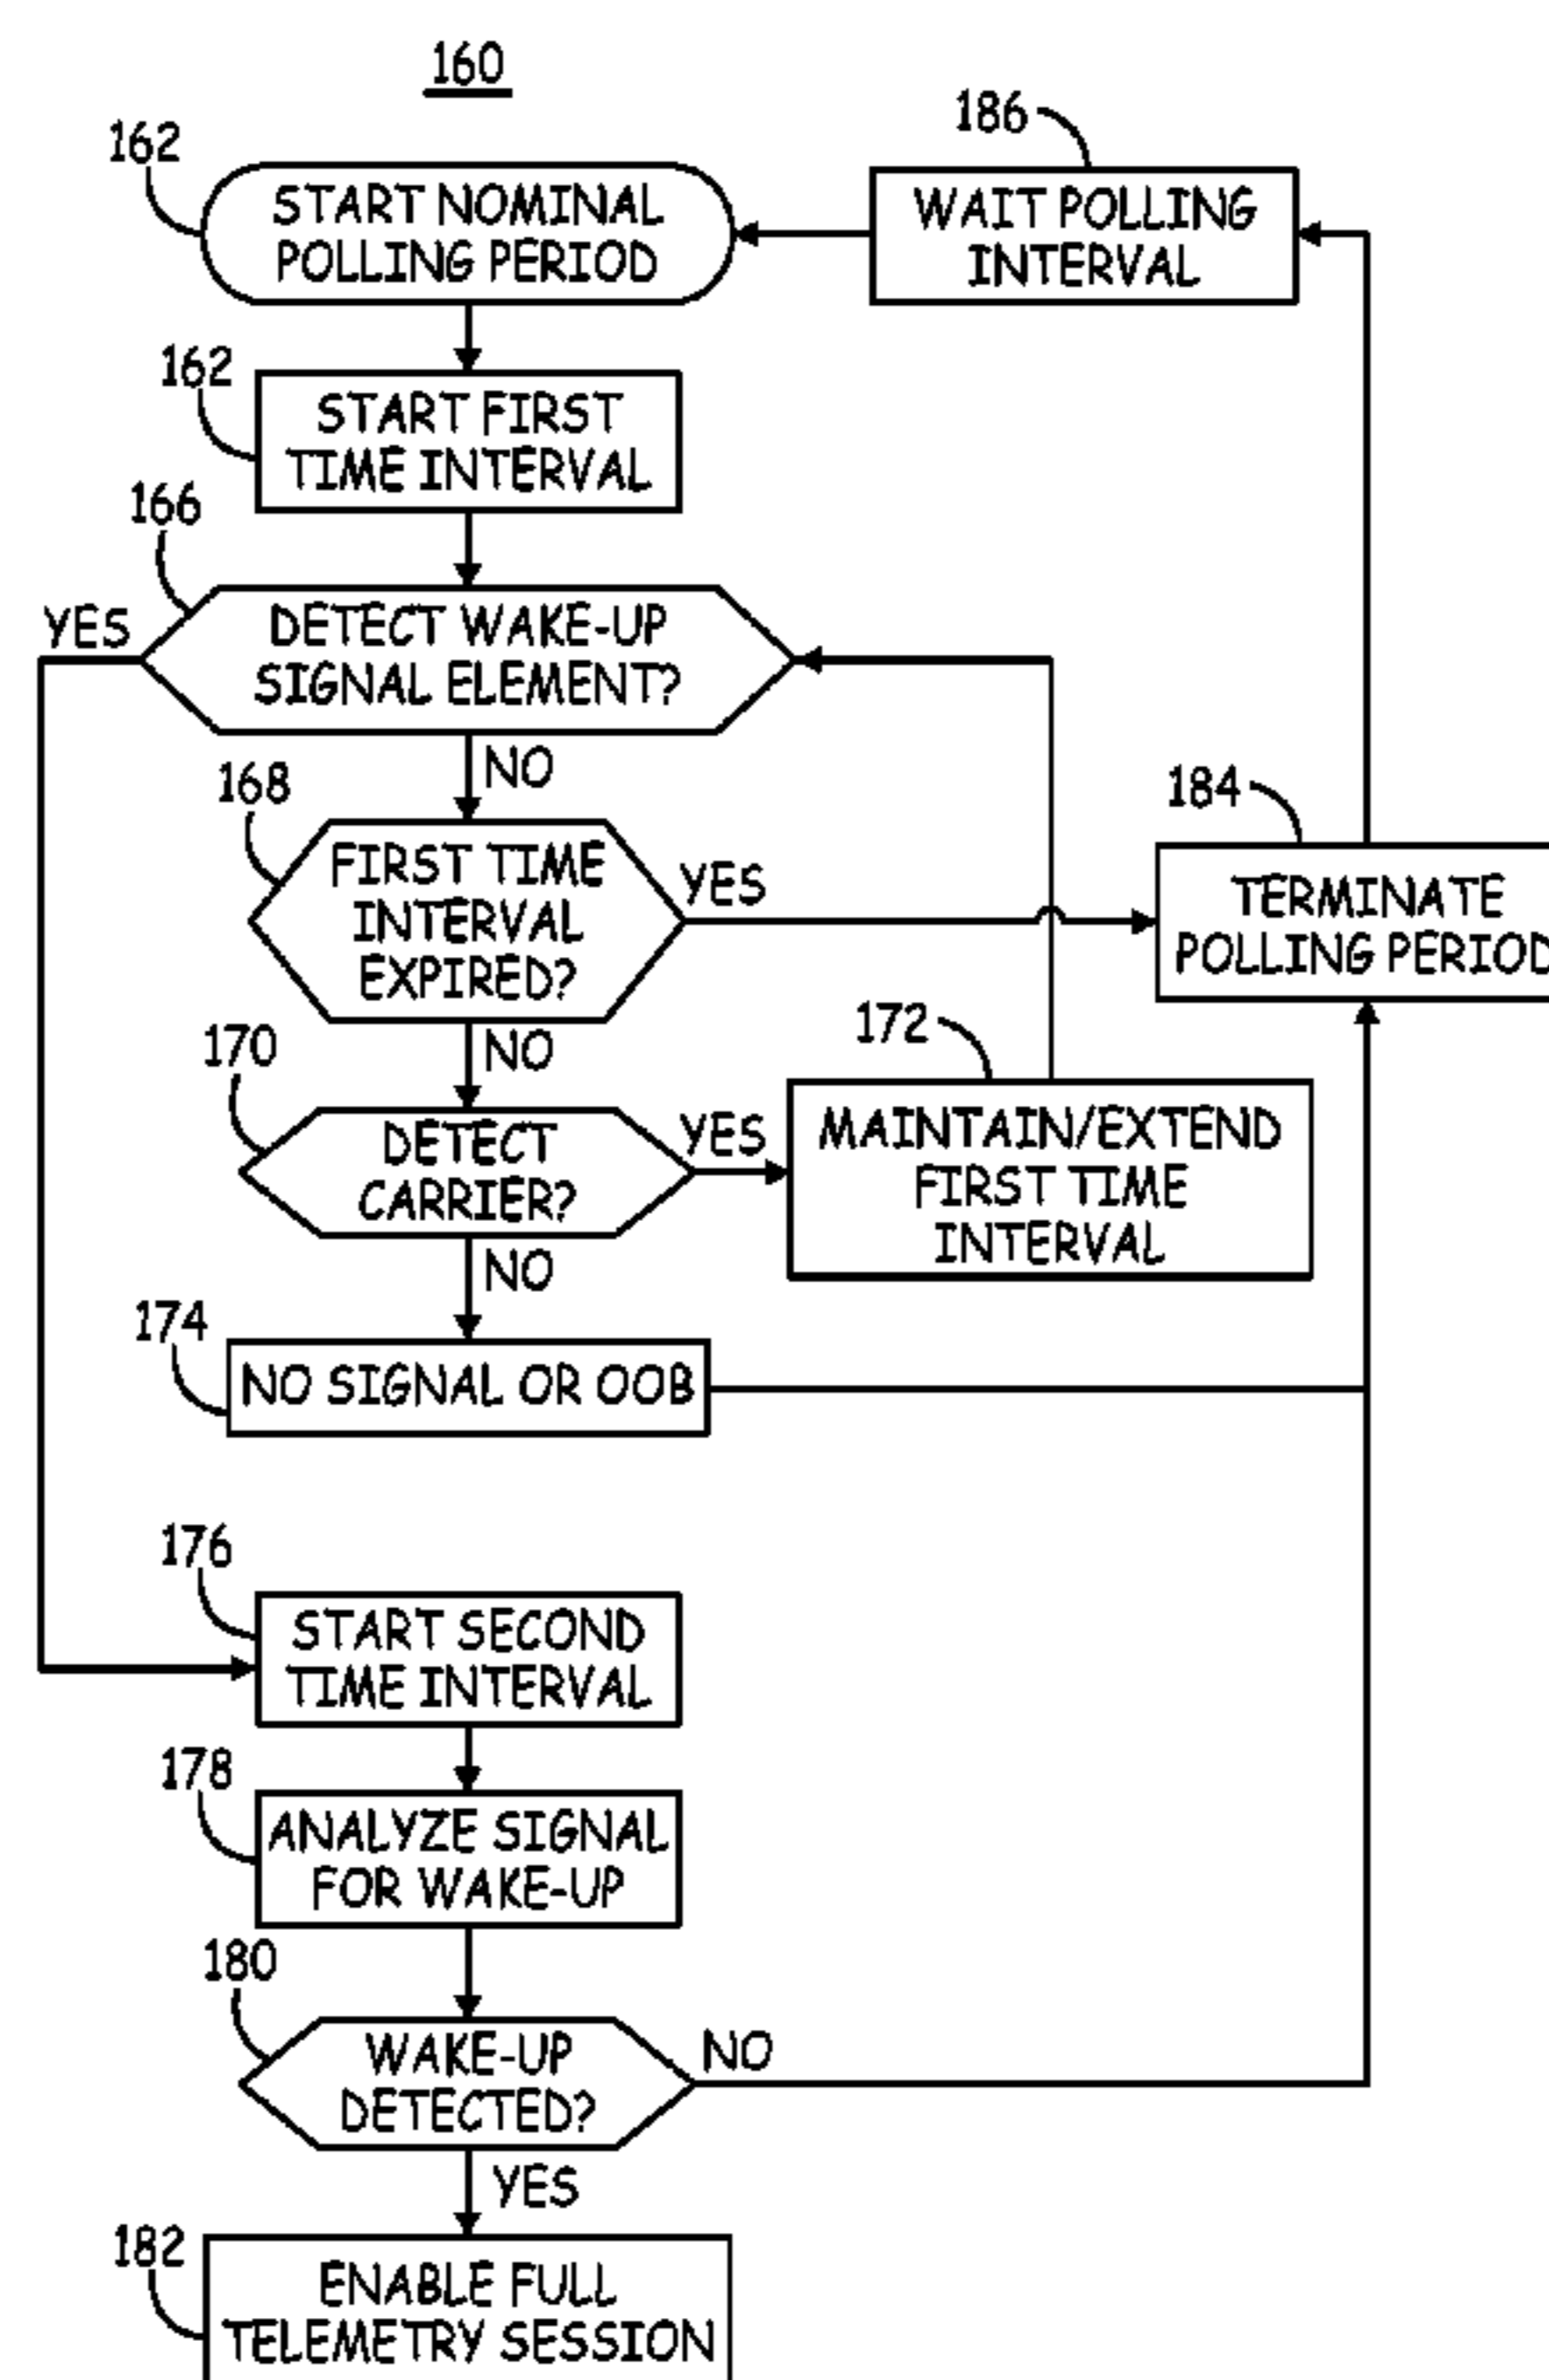 160
162
START NOMINAL
POLLING PERIOD
186
WAIT POLLING
INTERVAL
162
START FIRST
TIME INTERVAL
166
YES
DETECT WAKE-UP
SIGNAL ELEMENT?
NO
168
FIRST TIME
INTERVAL
EXPIRED?
YES
184
TERMINATE
POLLING PERIOD
NO
170
DETECT
CARRIER?
YES
172
MAINTAIN/EXTEND
FIRST TIME
INTERVAL
NO
174
NO SIGNAL OR OOB
176
START SECOND
TIME INTERVAL
178
ANALYZE SIGNAL
FOR WAKE-UP
180
WAKE-UP
DETECTED?
NO
YES
182
ENABLE FULL
TELEMETRY SESSION